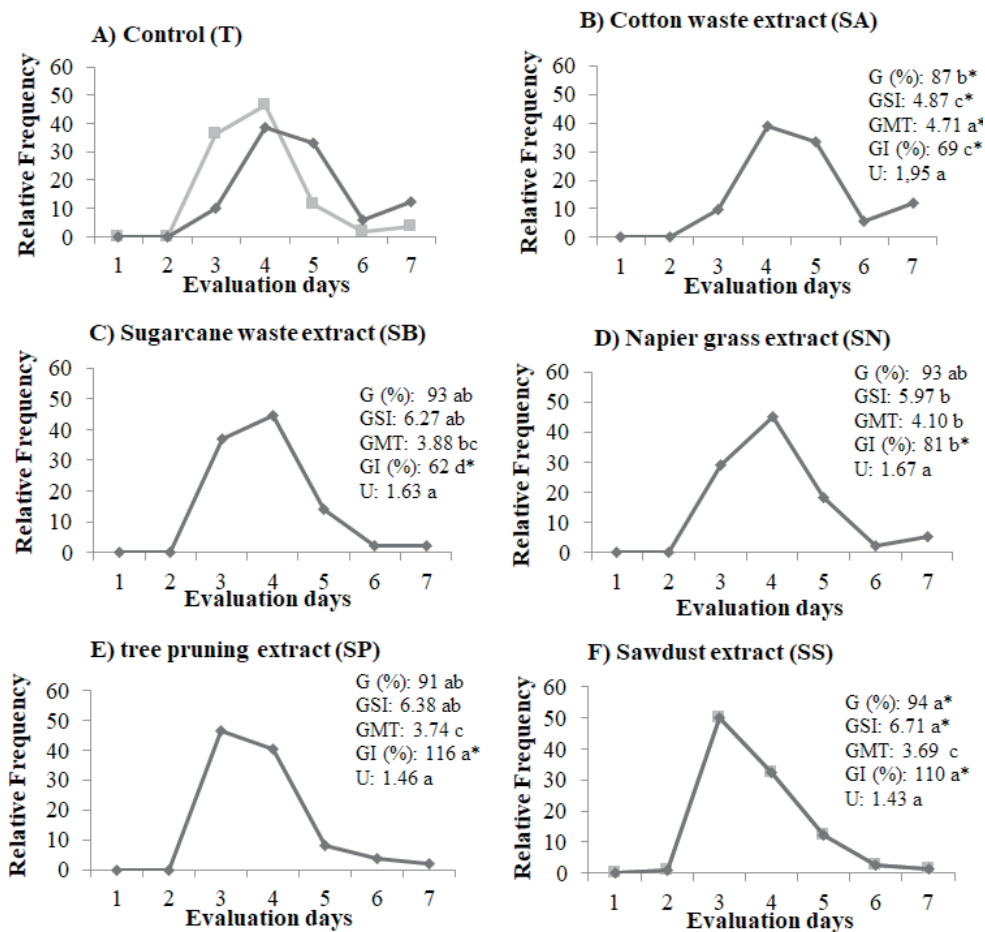 A) Control (T)
Relative Frequency
60
50
40
30
20
10
0
1 2 3 4 5 6 7
Evaluation days
B) Cotton waste extract (SA)
Relative Frequency
60
50
40
30
20
10
0
G (%): 87 b*
GSI: 4.87 c*
GMT: 4.71 a*
GI (%): 69 c*
U: 1,95 a
1 2 3 4 5 6 7
Evaluation days
C) Sugarcane waste extract (SB)
Relative Frequency
60
50
40
30
20
10
0
G (%): 93 ab
GSI: 6.27 ab
GMT: 3.88 bc
GI (%): 62 d*
U: 1.63 a
1 2 3 4 5 6 7
Evaluation days
D) Napier grass extract (SN)
Relative Frequency
60
50
40
30
20
10
0
G (%): 93 ab
GSI: 5.97 b
GMT: 4.10 b
GI (%): 81 b*
U: 1.67 a
1 2 3 4 5 6 7
Evaluation days
E) tree pruning extract (SP)
Relative Frequency
60
50
40
30
20
10
0
G (%): 91 ab
GSI: 6.38 ab
GMT: 3.74 c
GI (%): 116 a*
U: 1.46 a
1 2 3 4 5 6 7
Evaluation days
F) Sawdust extract (SS)
Relative Frequency
60
50
40
30
20
10
0
G (%): 94 a*
GSI: 6.71 a*
GMT: 3.69 c
GI (%): 110 a*
U: 1.43 a
1 2 3 4 5 6 7
Evaluation days